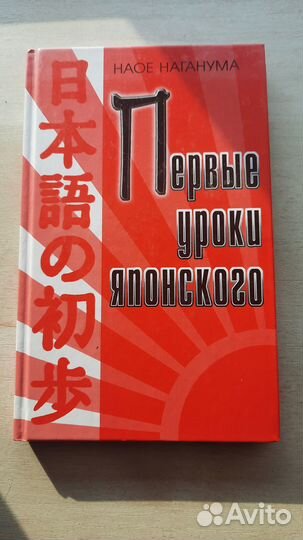 НАОЕ НАГАНУМА
Первые
уроки
японского
日本語の初歩
Avito